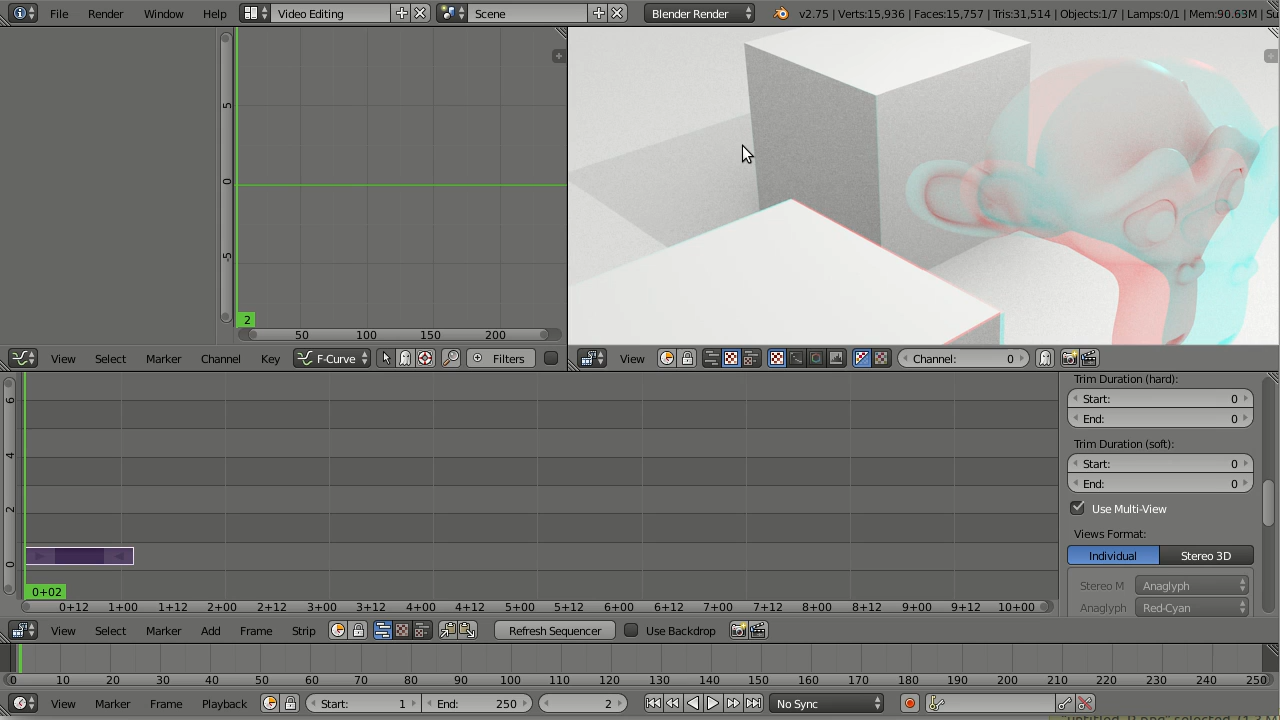 File Render Window Help Video Editing Scene Blender Render v2.75 | Verts:15,936 | Faces:15,757 | Tris:31,514 | Objects:1/7 | Lamps:0/1 | Mem:90.63M | Su
5
0
-5
2
50 100 150 200
View Select Marker Channel Key F-Curve Filters
View Channel: 0
6
4
2
0
0+02
0+12 1+00 1+12 2+00 2+12 3+00 3+12 4+00 4+12 5+00 5+12 6+00 6+12 7+00 7+12 8+00 8+12 9+00 9+12 10+00
Trim Duration (hard):
Start: 0
End: 0
Trim Duration (soft):
Start: 0
End: 0
Use Multi-View
Views Format:
Individual Stereo 3D
Stereo M Anaglyph
Anaglyph Red-Cyan
View Select Marker Add Frame Strip Refresh Sequencer Use Backdrop
0 10 20 30 40 50 60 70 80 90 100 110 120 130 140 150 160 170 180 190 200 210 220 230 240 250
View Marker Frame Playback Start: 1 End: 250 2 No Sync